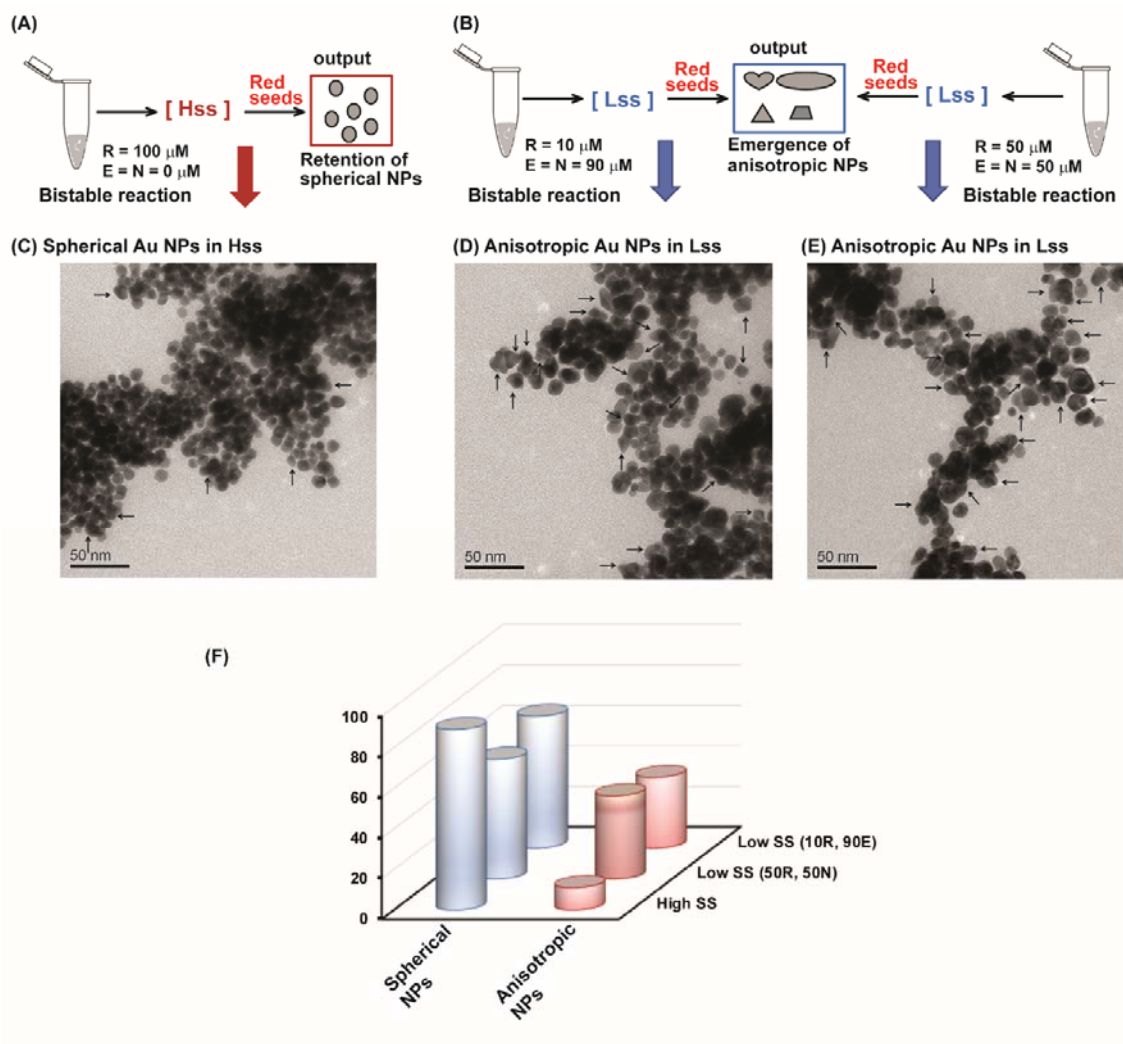 (A)
output
Red
seeds
[ Hss ]
R = 100 μM
E = N = 0 μM
Bistable reaction
Retention of
spherical NPs
(B)
output
Red
seeds
Red
seeds
[ Lss ]
[ Lss ]
R = 10 μM
E = N = 90 μM
Bistable reaction
Emergence of
anisotropic NPs
R = 50 μM
E = N = 50 μM
Bistable reaction
(C) Spherical Au NPs in Hss
(D) Anisotropic Au NPs in Lss
(E) Anisotropic Au NPs in Lss
50 nm
50 nm
50 nm
(F)
100
80
60
40
20
0
Low SS (10R, 90E)
Low SS (50R, 50N)
High SS
Spherical
NPs
Anisotropic
NPs